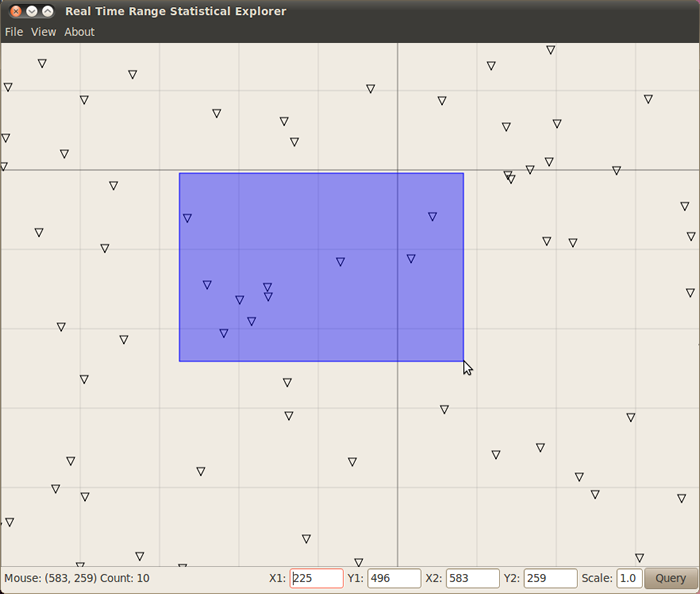 Real Time Range Statistical Explorer
File View About
Mouse: (583, 259) Count: 10 X1: 225 Y1: 496 X2: 583 Y2: 259 Scale: 1.0 Query